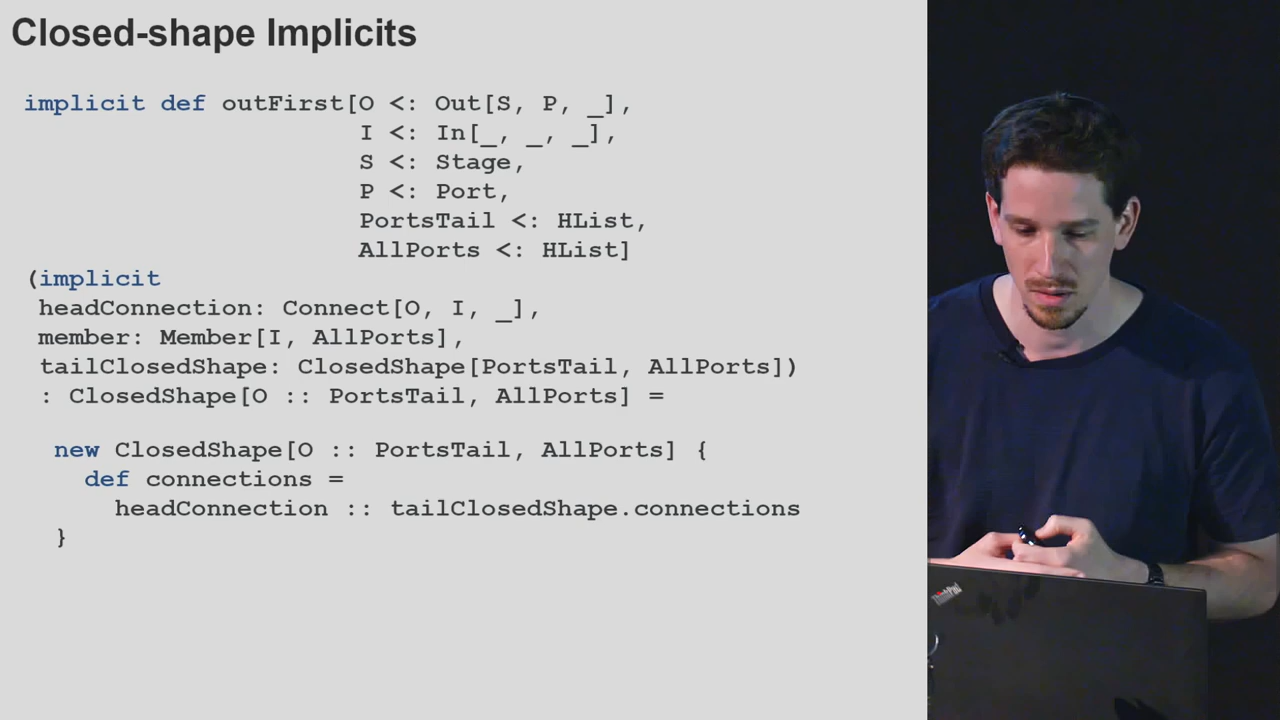 Closed-shape Implicits
implicit def outFirst[O <: Out[S, P, _],
I <: In[_, _, _],
S <: Stage,
P <: Port,
PortsTail <: HList,
AllPorts <: HList]
(implicit
headConnection: Connect[O, I, _],
member: Member[I, AllPorts],
tailClosedShape: ClosedShape[PortsTail, AllPorts])
: ClosedShape[O :: PortsTail, AllPorts] =
new ClosedShape[O :: PortsTail, AllPorts] {
def connections =
headConnection :: tailClosedShape.connections
}
ThinkPad